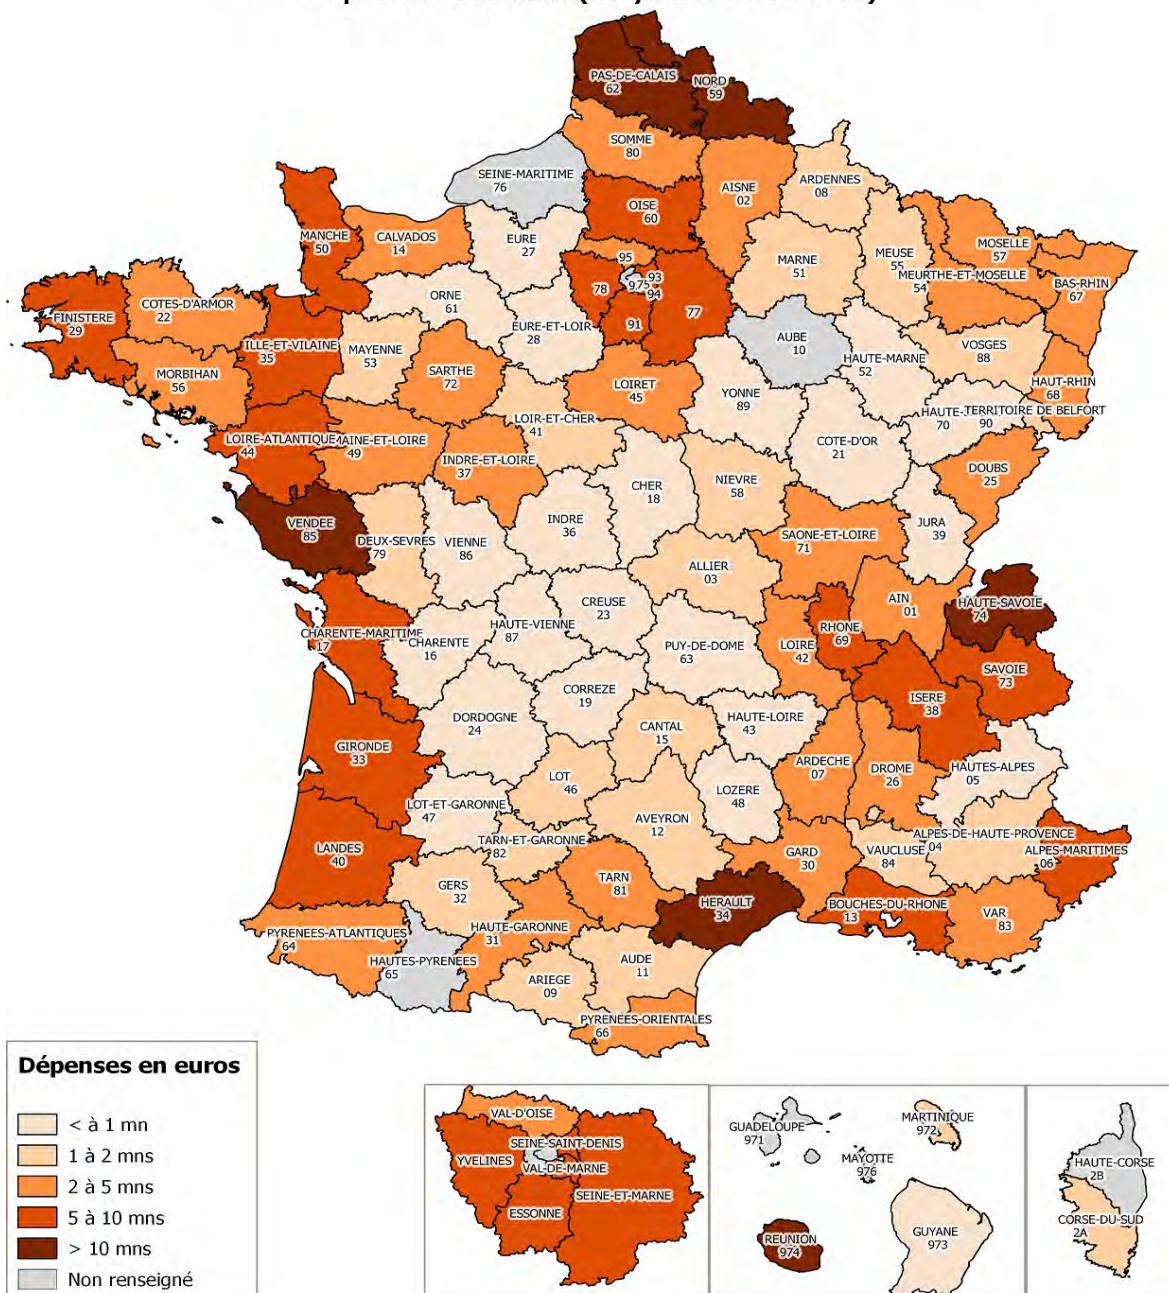 PAS-DE-CALAIS
62
NORD
59
SOMME
80
SEINE-MARITIME
76
AISNE
02
ARDENNES
08
OISE
60
MANCHE
50
CALVADOS
14
EURE
27
95
MARNE
51
MEUSE
55
MOSELLE
57
MEURTHE-ET-MOSELLE
54
BAS-RHIN
67
78
93
75
94
77
91
ORNE
61
EURE-ET-LOIR
28
COTES-D'ARMOR
22
FINISTERE
29
ILLE-ET-VILAINE
35
MAYENNE
53
MORBIHAN
56
SARTHE
72
LOIRET
45
AUBE
10
HAUTE-MARNE
52
VOSGES
88
HAUT-RHIN
68
YONNE
89
HAUTE-
70
TERRITOIRE DE BELFORT
90
LOIR-ET-CHER
41
LOIRE-ATLANTIQUE
44
MAINE-ET-LOIRE
49
INDRE-ET-LOIRE
37
COTE-D'OR
21
DOUBS
25
CHER
18
NIEVRE
58
VENDEE
85
DEUX-SEVRES
79
VIENNE
86
INDRE
36
SAONE-ET-LOIRE
71
JURA
39
ALLIER
03
AIN
01
HAUTE-SAVOIE
74
CREUSE
23
HAUTE-VIENNE
87
CHARENTE-MARITIME
17
CHARENTE
16
PUY-DE-DOME
63
LOIRE
42
RHONE
69
SAVOIE
73
ISERE
38
CORREZE
19
DORDOGNE
24
CANTAL
15
HAUTE-LOIRE
43
GIRONDE
33
LOT
46
ARDECHE
07
DROME
26
HAUTES-ALPES
05
LOZERE
48
LOT-ET-GARONNE
47
AVEYRON
12
TARN-ET-GARONNE
82
LANDES
40
GARD
30
VAUCLUSE
84
ALPES-DE-HAUTE-PROVENCE
04
ALPES-MARITIMES
06
GERS
32
TARN
81
HERAULT
34
BOUCHES-DU-RHONE
13
VAR
83
PYRENEES-ATLANTIQUES
64
HAUTE-GARONNE
31
HAUTES-PYRENEES
65
ARIEGE
09
AUDE
11
PYRENEES-ORIENTALES
66
Dépenses en euros
< à 1 mn
1 à 2 mns
2 à 5 mns
5 à 10 mns
> 10 mns
Non renseigné
VAL-D'OISE
SEINE-SAINT-DENIS
YVELINES
VAL-DE-MARNE
SEINE-ET-MARNE
ESSONNE
GUADELOUPE
971
MARTINIQUE
972
MAYOTTE
976
REUNION
974
GUYANE
973
HAUTE-CORSE
2B
CORSE-DU-SUD
2A